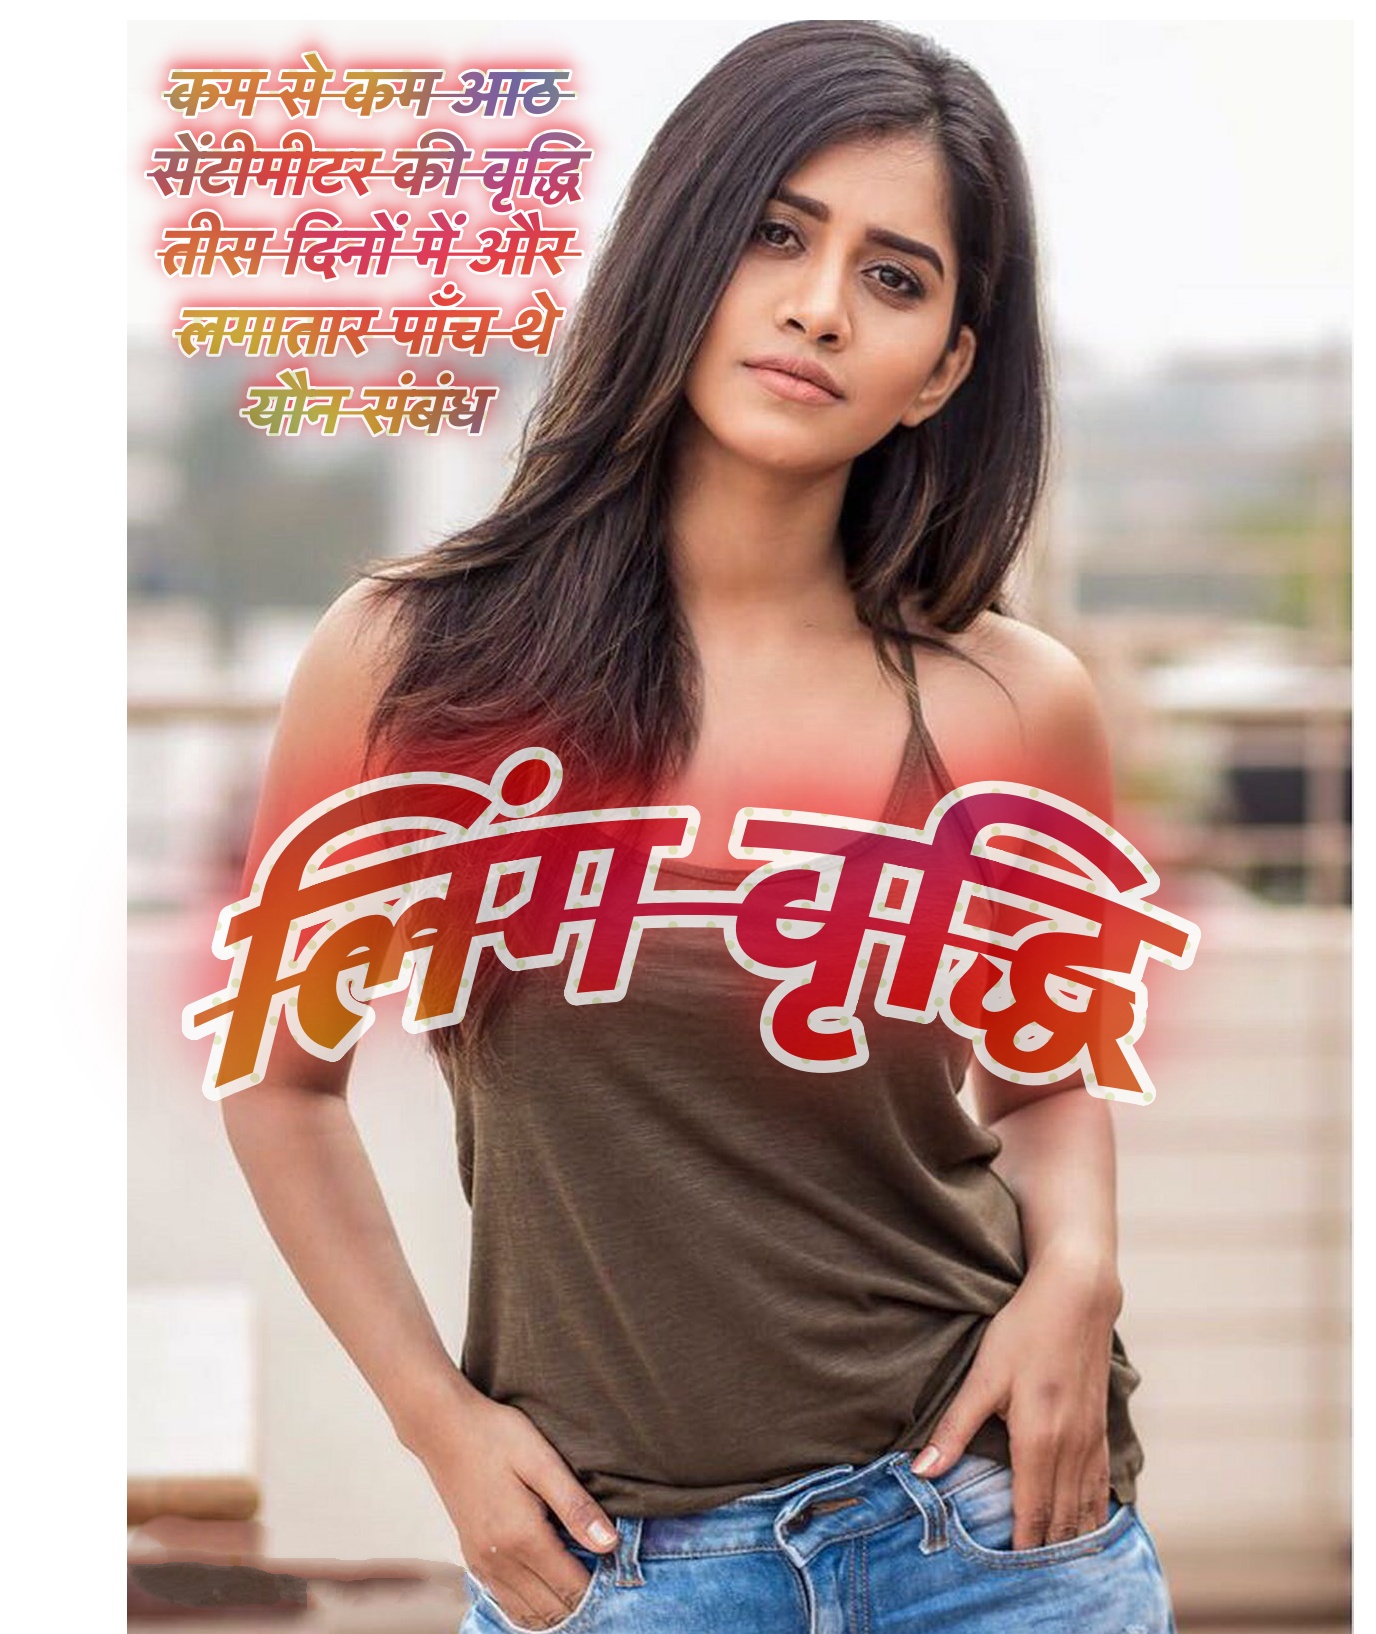 कम से कम आठ
सेंटीमीटर की वृद्धि
तीस दिनों में और
लगातार पाँच थे
यौन संबंध
लिंग वृद्धि